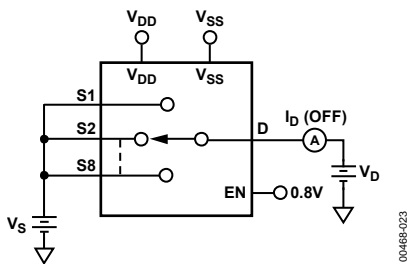 VDD VSS
VDD VSS
S1
S2
S8
D
ID (OFF)
A
EN
0.8V
VS
VD
00468-023